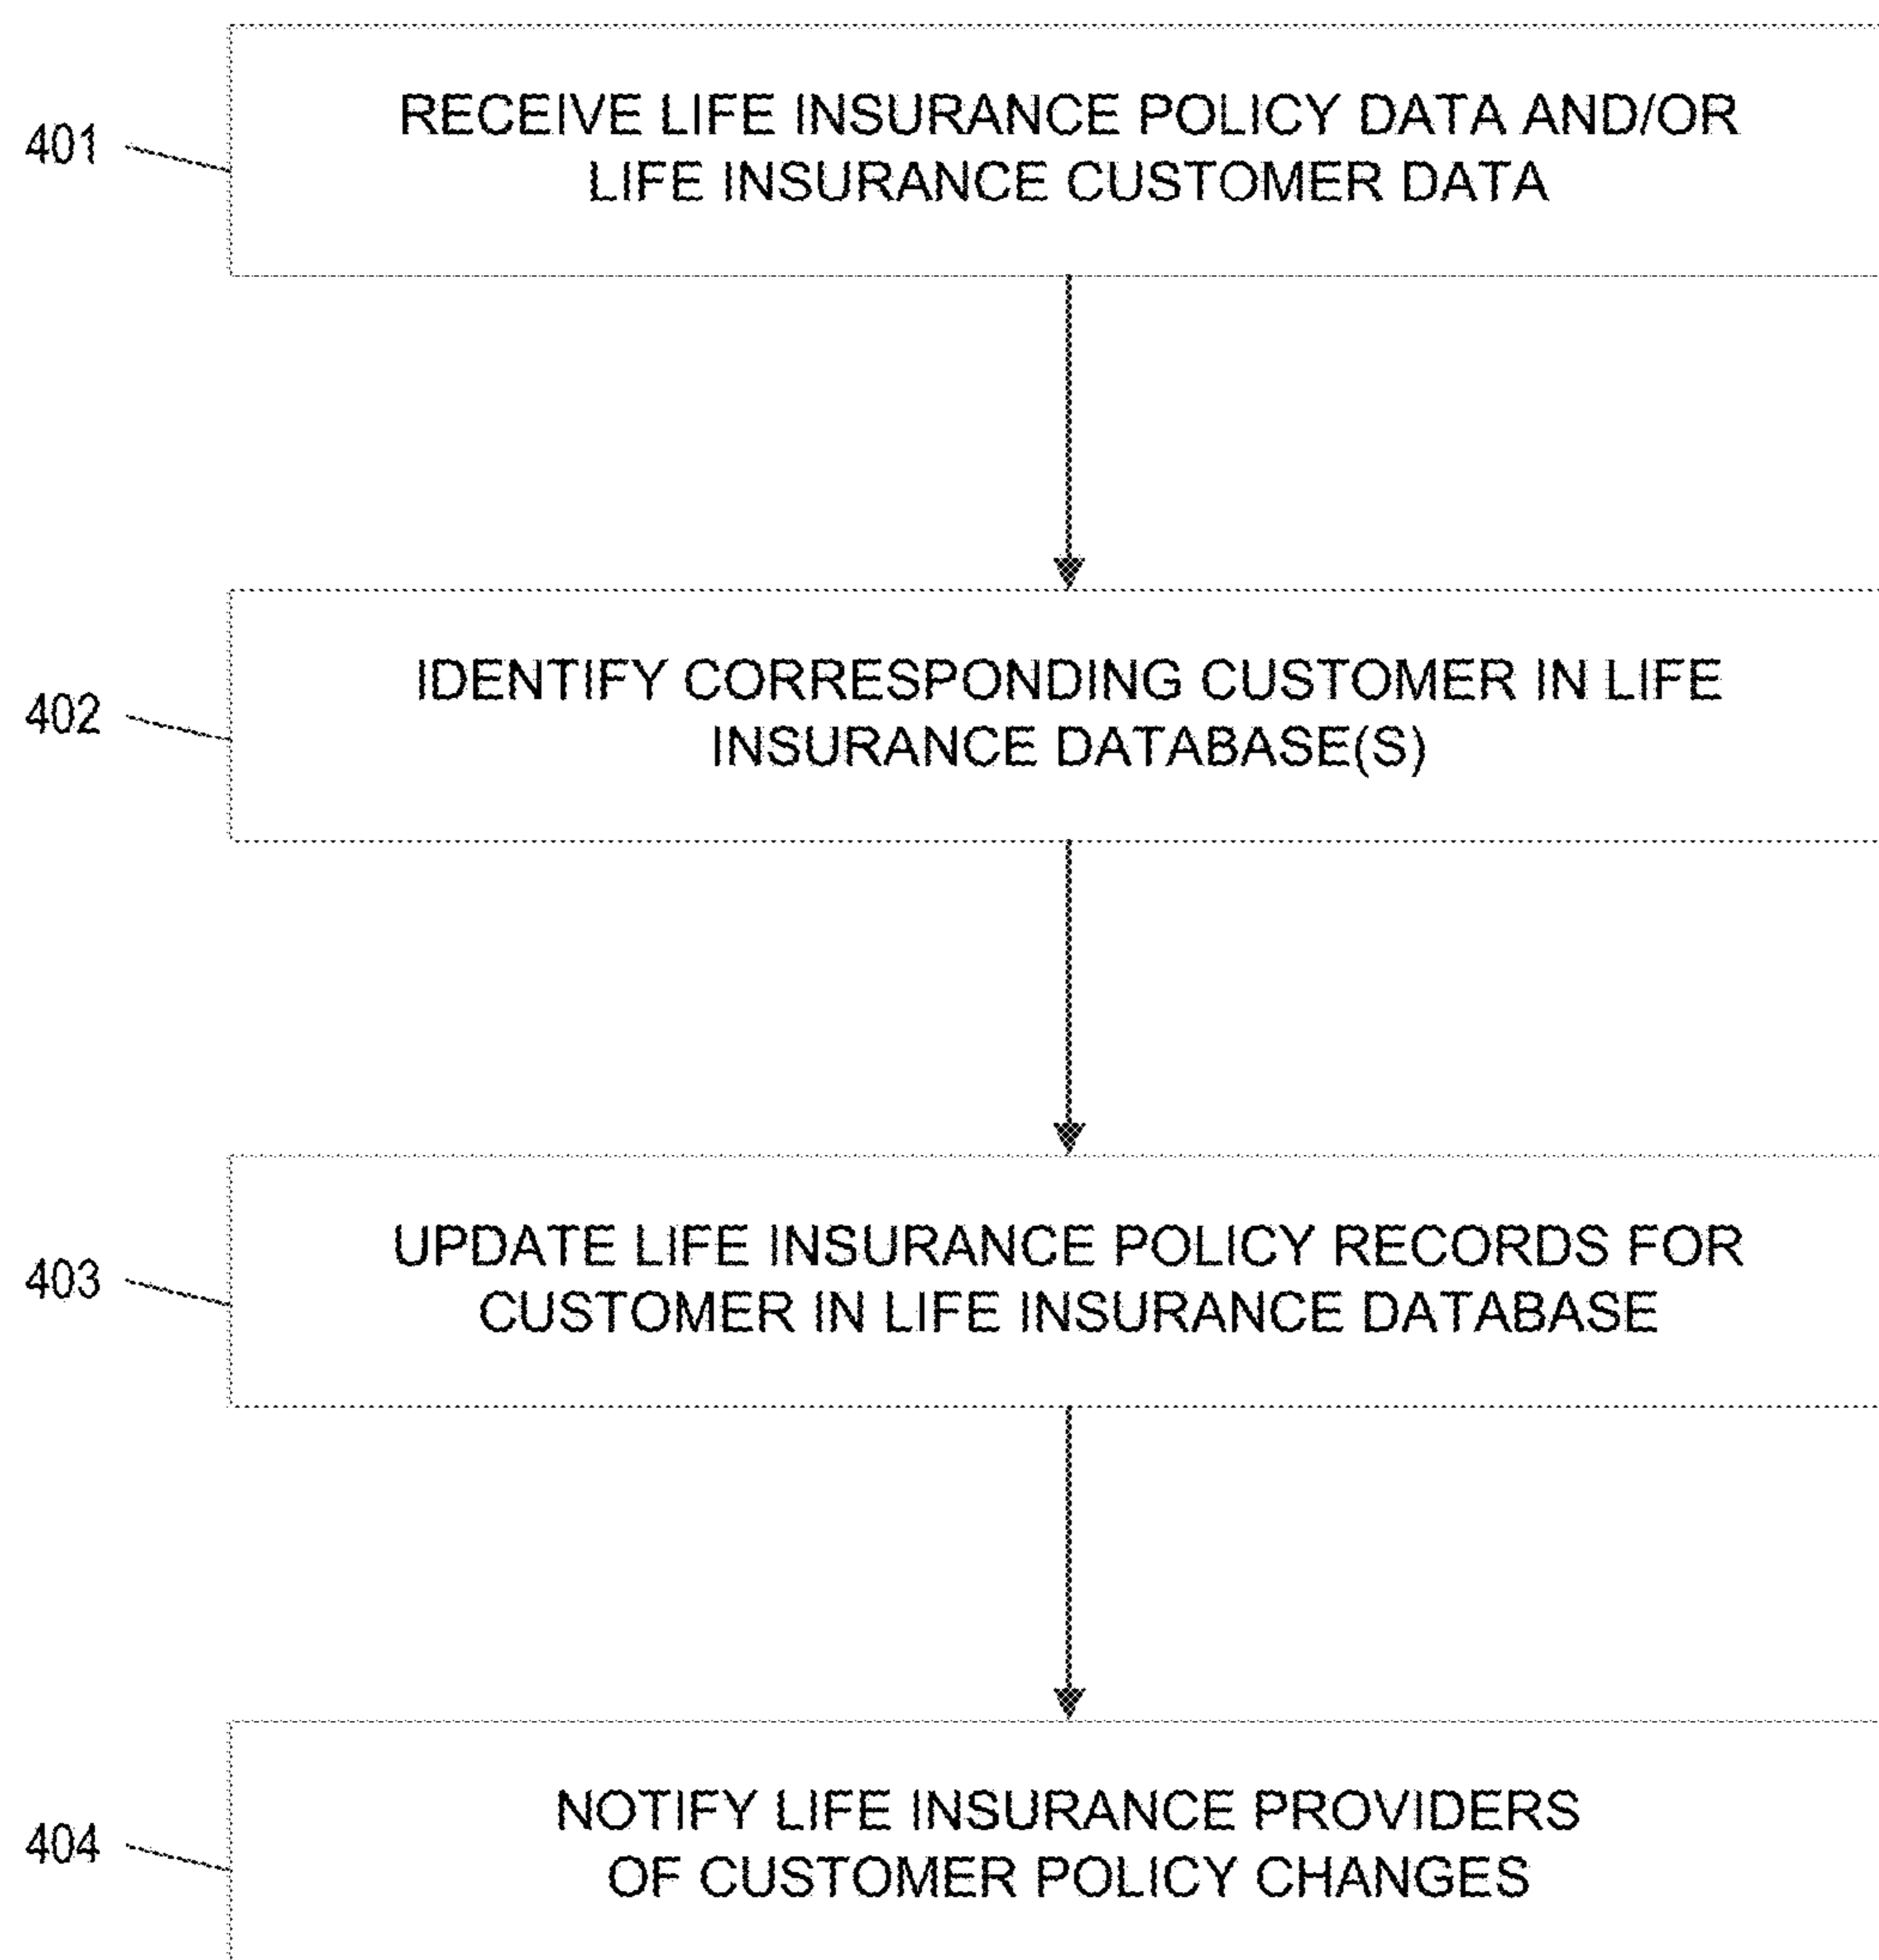 401
RECEIVE LIFE INSURANCE POLICY DATA AND/OR
LIFE INSURANCE CUSTOMER DATA
402
IDENTIFY CORRESPONDING CUSTOMER IN LIFE
INSURANCE DATABASE(S)
403
UPDATE LIFE INSURANCE POLICY RECORDS FOR
CUSTOMER IN LIFE INSURANCE DATABASE
404
NOTIFY LIFE INSURANCE PROVIDERS
OF CUSTOMER POLICY CHANGES